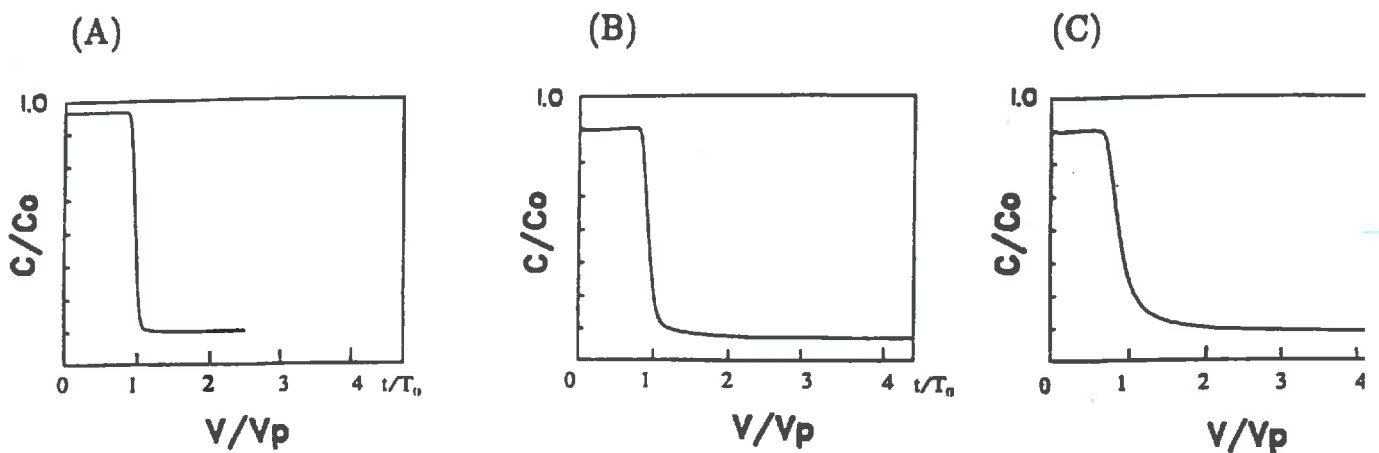 (A)
(B)
(C)
1.0
1.0
1.0
C/Co
C/Co
C/Co
0 1 2 3 4 t/T₀
0 1 2 3 4 t/T₀
0 1 2 3 4
V/Vp
V/Vp
V/Vp